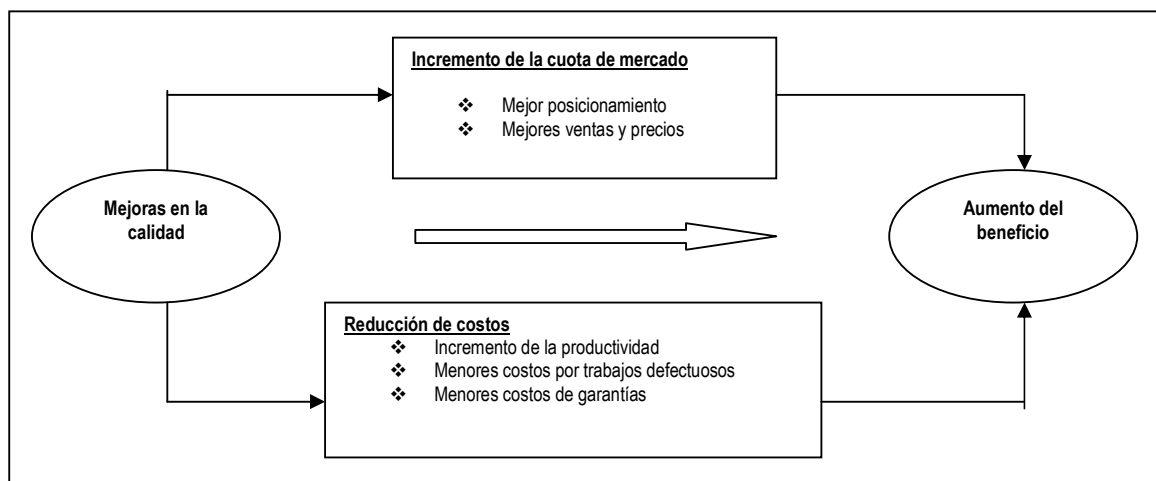 Incremento de la cuota de mercado
❖ Mejor posicionamiento
❖ Mejores ventas y precios
Mejoras en la
calidad
Aumento del
beneficio
Reducción de costos
❖ Incremento de la productividad
❖ Menores costos por trabajos defectuosos
❖ Menores costos de garantías